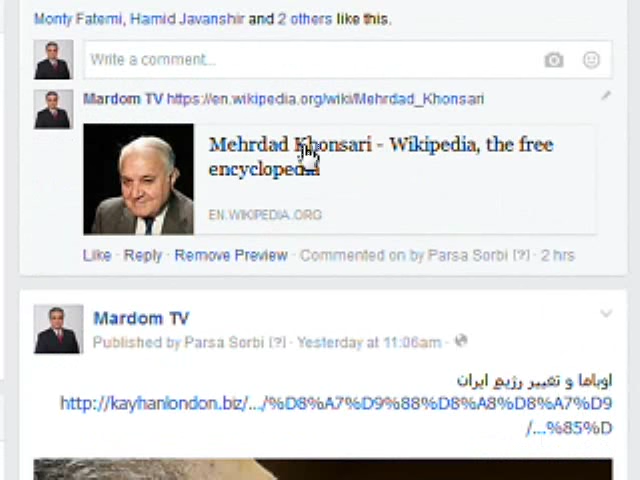 Monty Fatemi, Hamid Javanshir and 2 others like this.
Write a comment...
Mardom TV https://en.wikipedia.org/wiki/Mehrdad_Khonsari
Mehrdad Khonsari - Wikipedia, the free
encyclopedia
EN.WIKIPEDIA.ORG
Like · Reply · Remove Preview · Commented on by Parsa Sorbi [?] · 2 hrs
Mardom TV
Published by Parsa Sorbi [?] · Yesterday at 11:06am ·
اوباما و تغییر رژیم ایران
http://kayhanlondon.biz/.../%D8%A7%D9%88%D8%A8%D8%A7%D9
/...%85%D